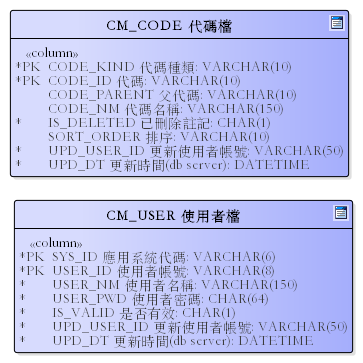 CM_CODE 代碼檔
«column»
*PK CODE_KIND 代碼種類: VARCHAR(10)
*PK CODE_ID 代碼: VARCHAR(10)
CODE_PARENT 父代碼: VARCHAR(10)
CODE_NM 代碼名稱: VARCHAR(150)
* IS_DELETED 已刪除註記: CHAR(1)
SORT_ORDER 排序: VARCHAR(10)
* UPD_USER_ID 更新使用者帳號: VARCHAR(50)
* UPD_DT 更新時間(db server): DATETIME
CM_USER 使用者檔
«column»
*PK SYS_ID 應用系統代碼: VARCHAR(6)
*PK USER_ID 使用者帳號: VARCHAR(8)
* USER_NM 使用者名稱: VARCHAR(150)
* USER_PWD 使用者密碼: CHAR(64)
* IS_VALID 是否有效: CHAR(1)
* UPD_USER_ID 更新使用者帳號: VARCHAR(50)
* UPD_DT 更新時間(db server): DATETIME